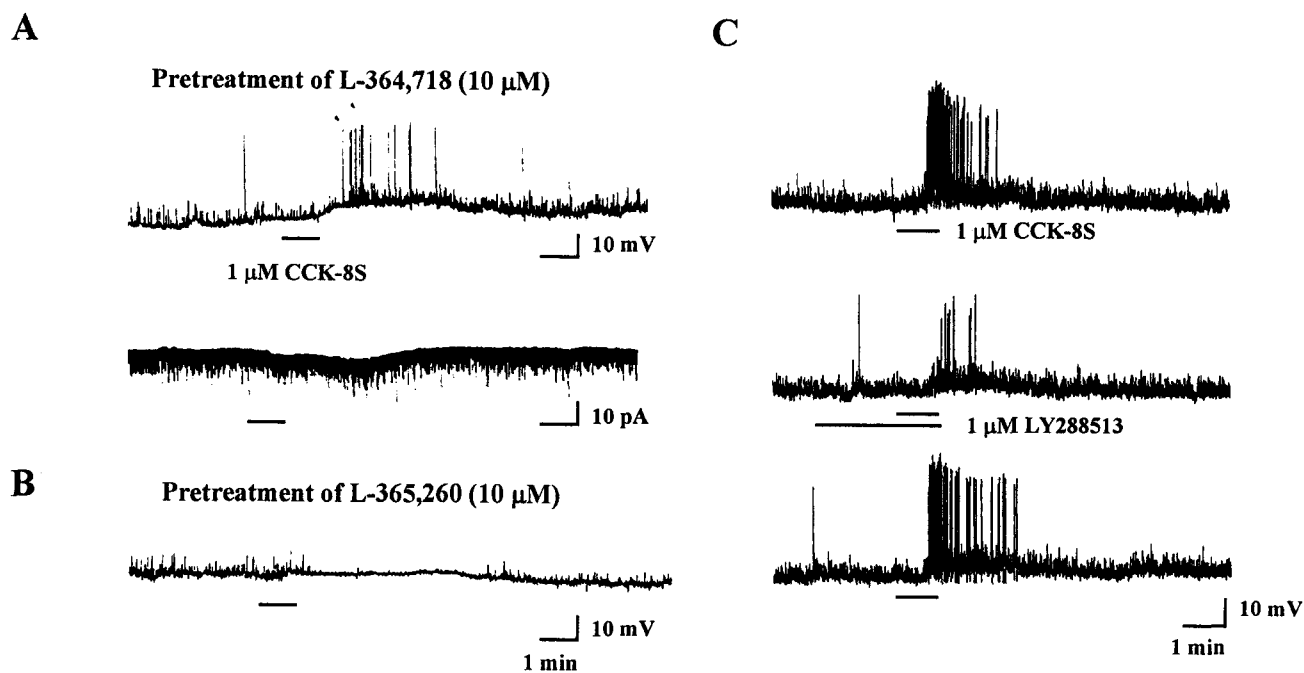 A
Pretreatment of L-364,718 (10 μM)
10 mV
1 μM CCK-8S
10 pA
B
Pretreatment of L-365,260 (10 μM)
10 mV
1 min
C
1 μM CCK-8S
1 μM LY288513
10 mV
1 min